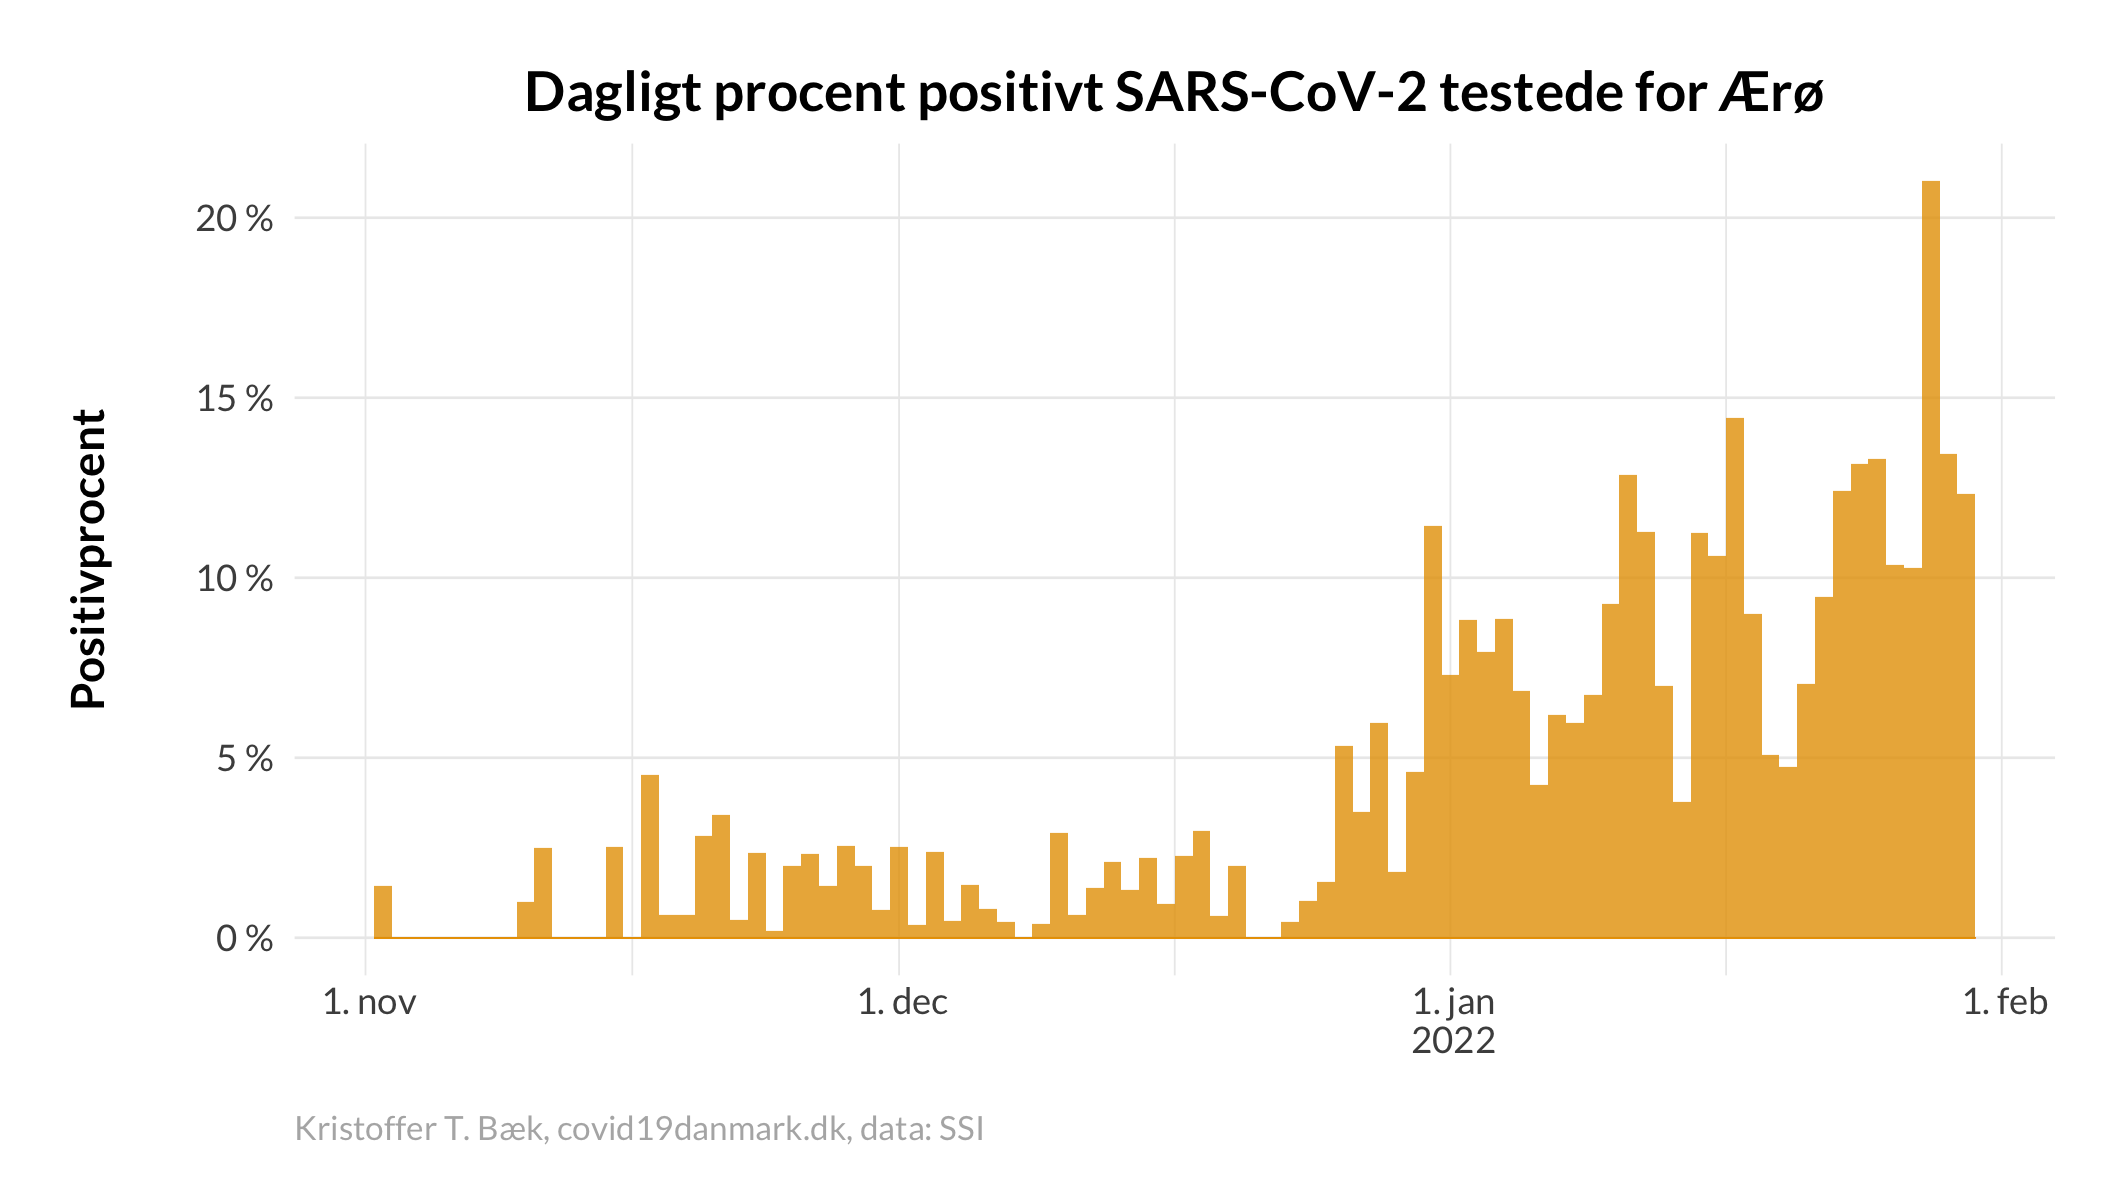 Dagligt procent positivt SARS-CoV-2 testede for Ærø
Positivprocent
20 %
15 %
10 %
5 %
0 %
1. nov
1. dec
1. jan
2022
1. feb
Kristoffer T. Bæk, covid19danmark.dk, data: SSI